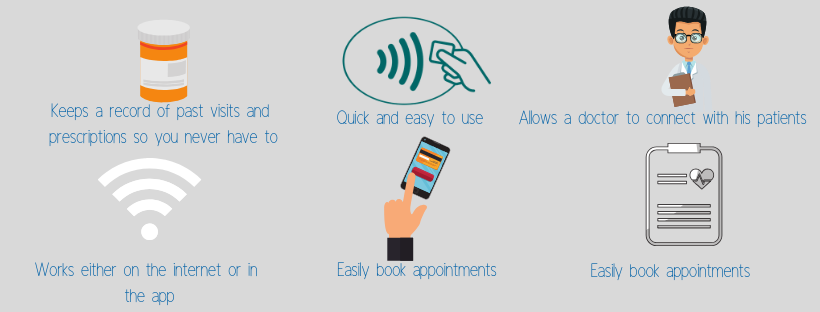 Keeps a record of past visits and
prescriptions so you never have to
Quick and easy to use
Allows a doctor to connect with his patients
Works either on the internet or in
the app
Easily book appointments
Easily book appointments